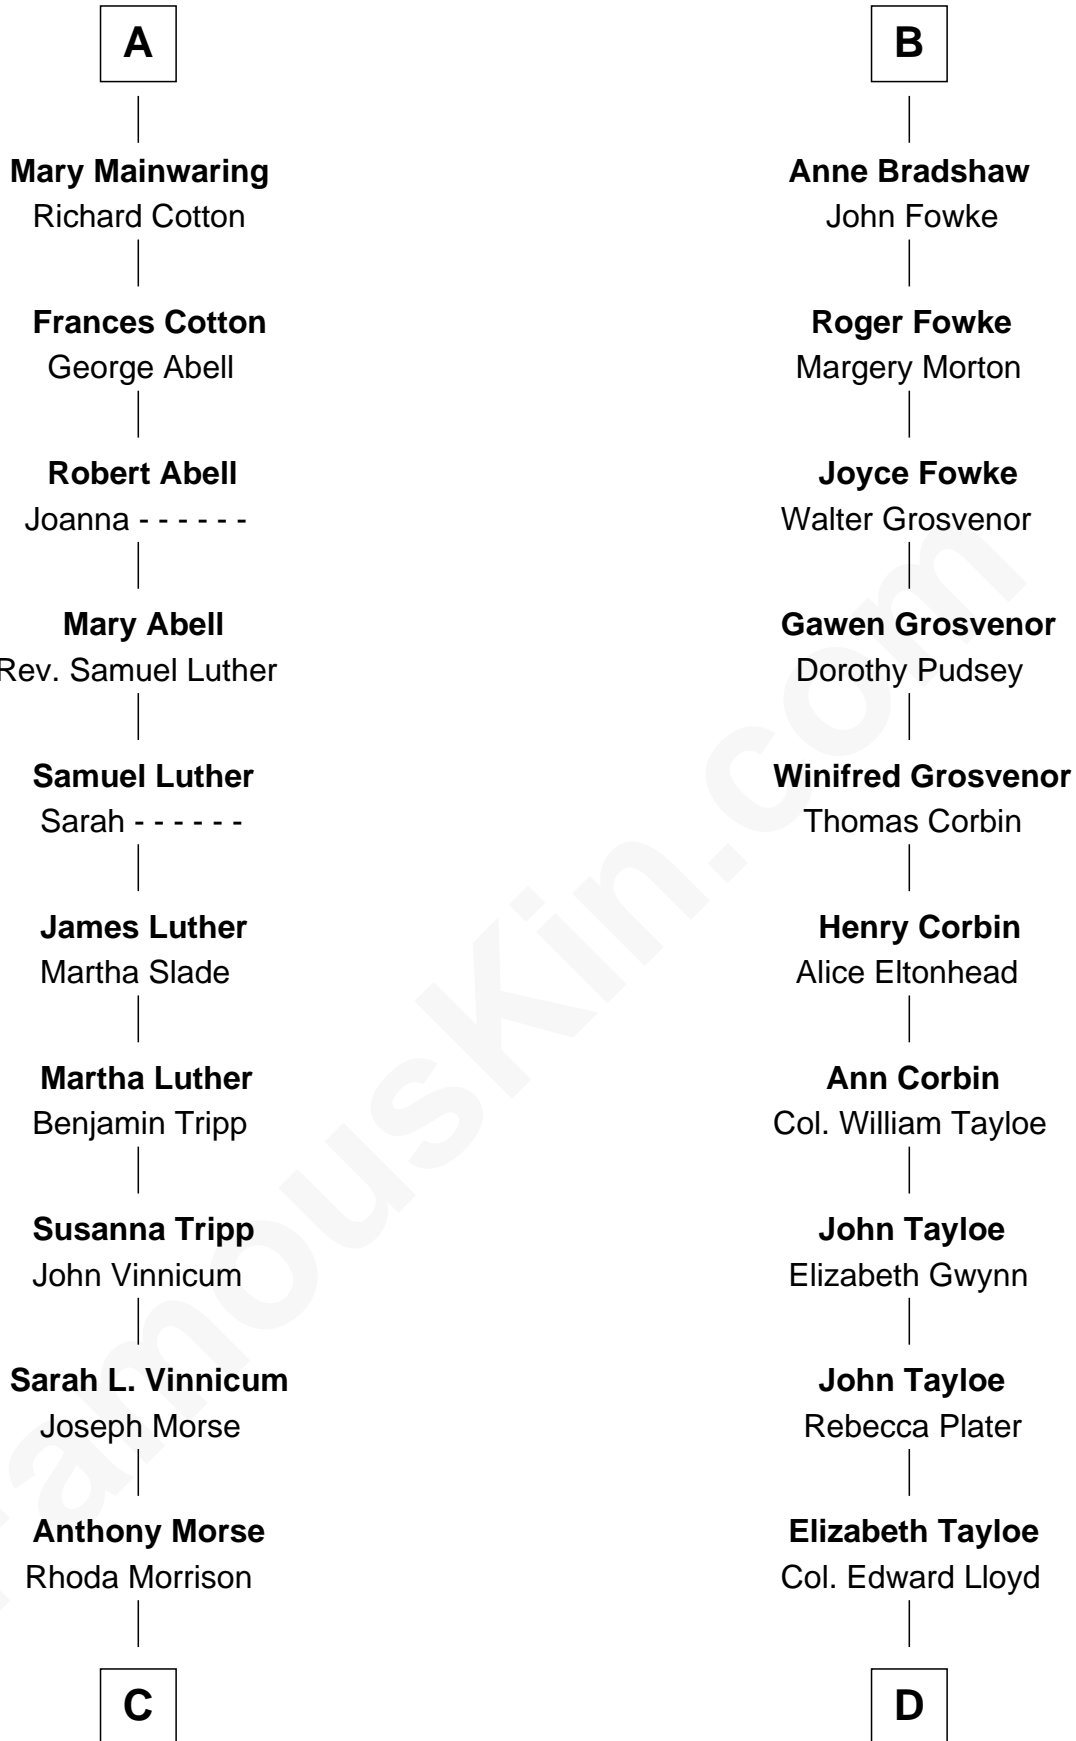 A
Mary Mainwaring
Richard Cotton
Frances Cotton
George Abell
Robert Abell
Joanna - - - - - -
Mary Abell
Rev. Samuel Luther
Samuel Luther
Sarah - - - - - -
James Luther
Martha Slade
Martha Luther
Benjamin Tripp
Susanna Tripp
John Vinnicum
Sarah L. Vinnicum
Joseph Morse
Anthony Morse
Rhoda Morrison
C
B
Anne Bradshaw
John Fowke
Roger Fowke
Margery Morton
Joyce Fowke
Walter Grosvenor
Gawen Grosvenor
Dorothy Pudsey
Winifred Grosvenor
Thomas Corbin
Henry Corbin
Alice Eltonhead
Ann Corbin
Col. William Tayloe
John Tayloe
Elizabeth Gwynn
John Tayloe
Rebecca Plater
Elizabeth Tayloe
Col. Edward Lloyd
D
FamousKin.com